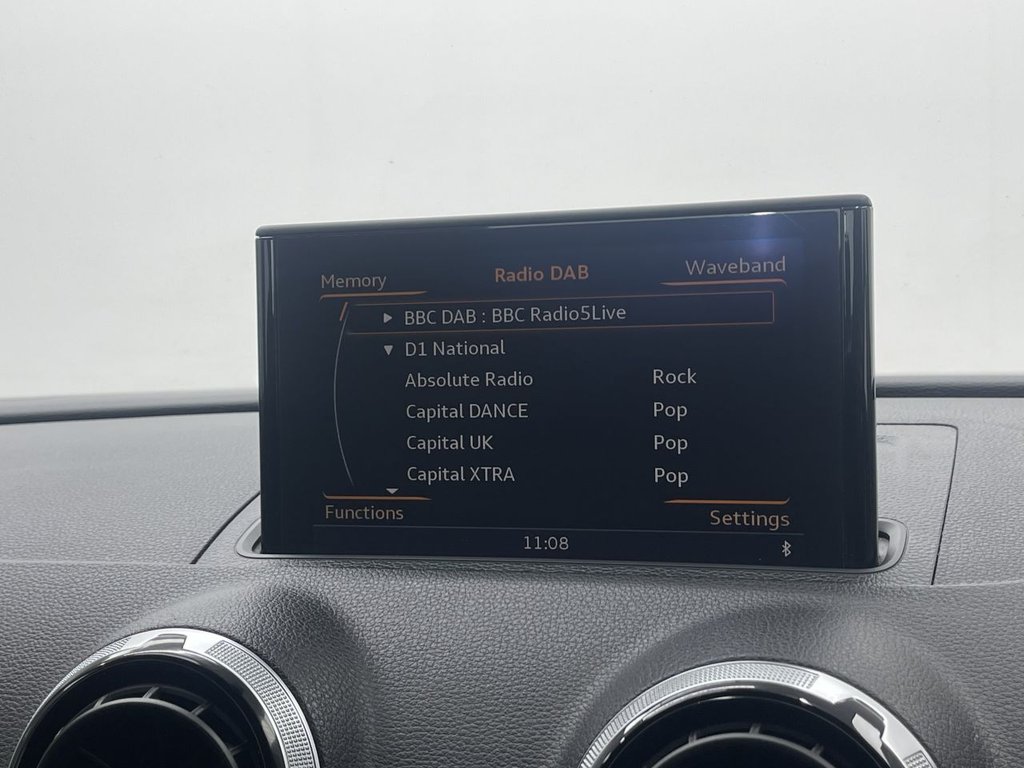 Memory Radio DAB Waveband
BBC DAB : BBC Radio5Live
D1 National
Absolute Radio Rock
Capital DANCE Pop
Capital UK Pop
Capital XTRA Pop
Functions Settings
11:08